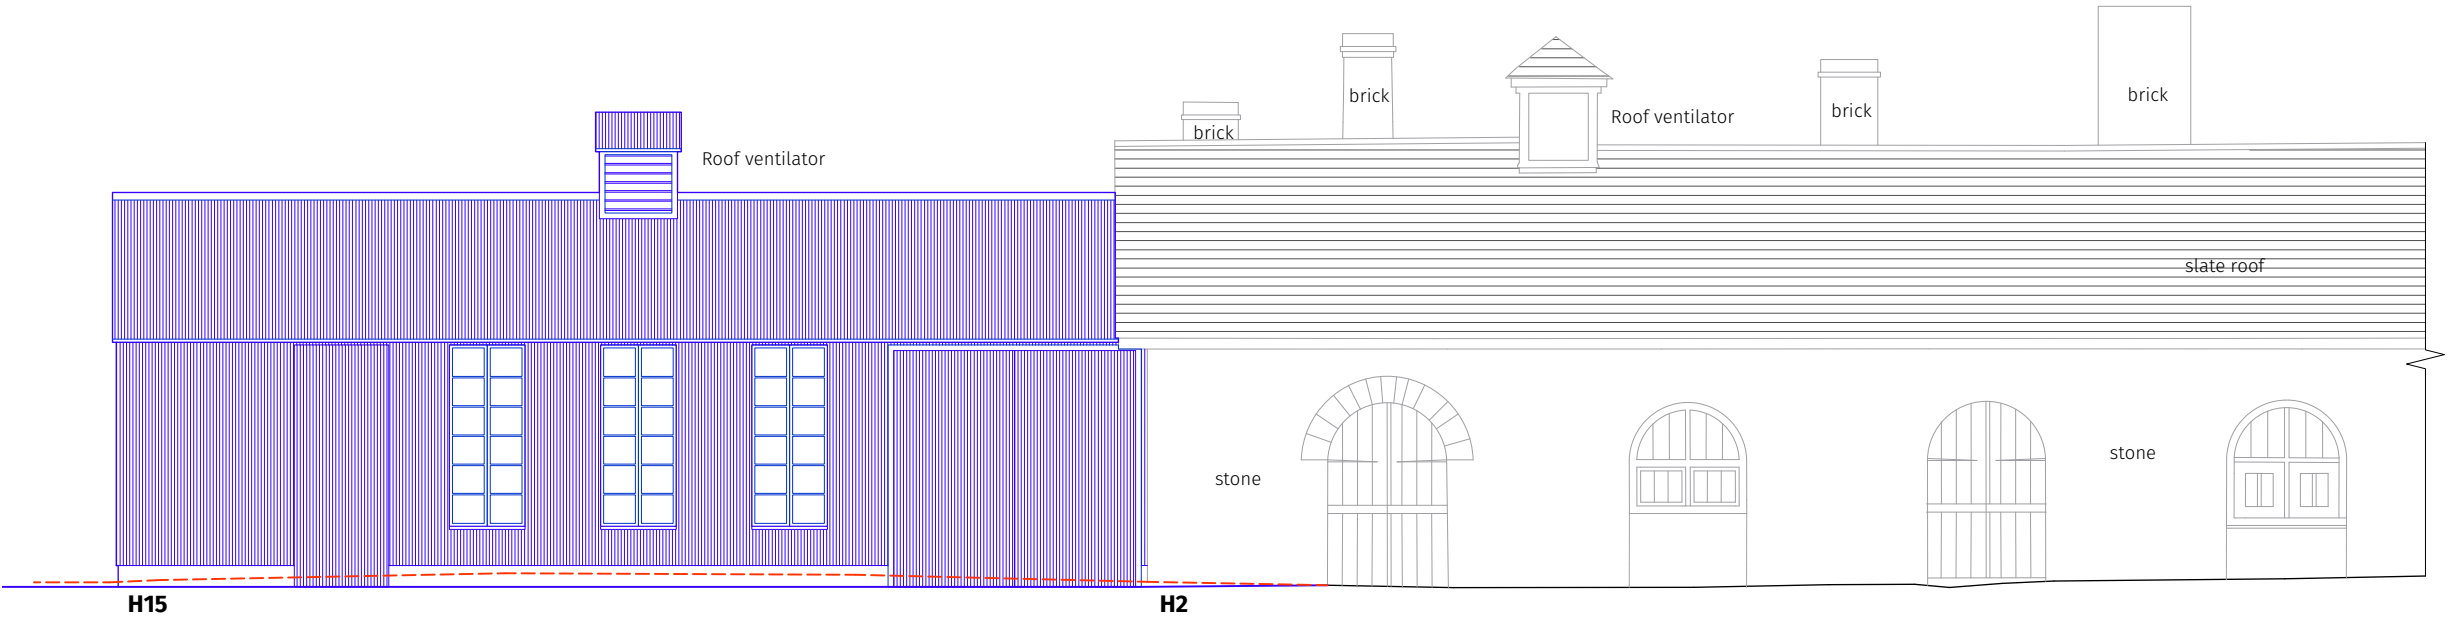 brick
brick
brick
brick
Roof ventilator
Roof ventilator
slate roof
stone
stone
H15
H2